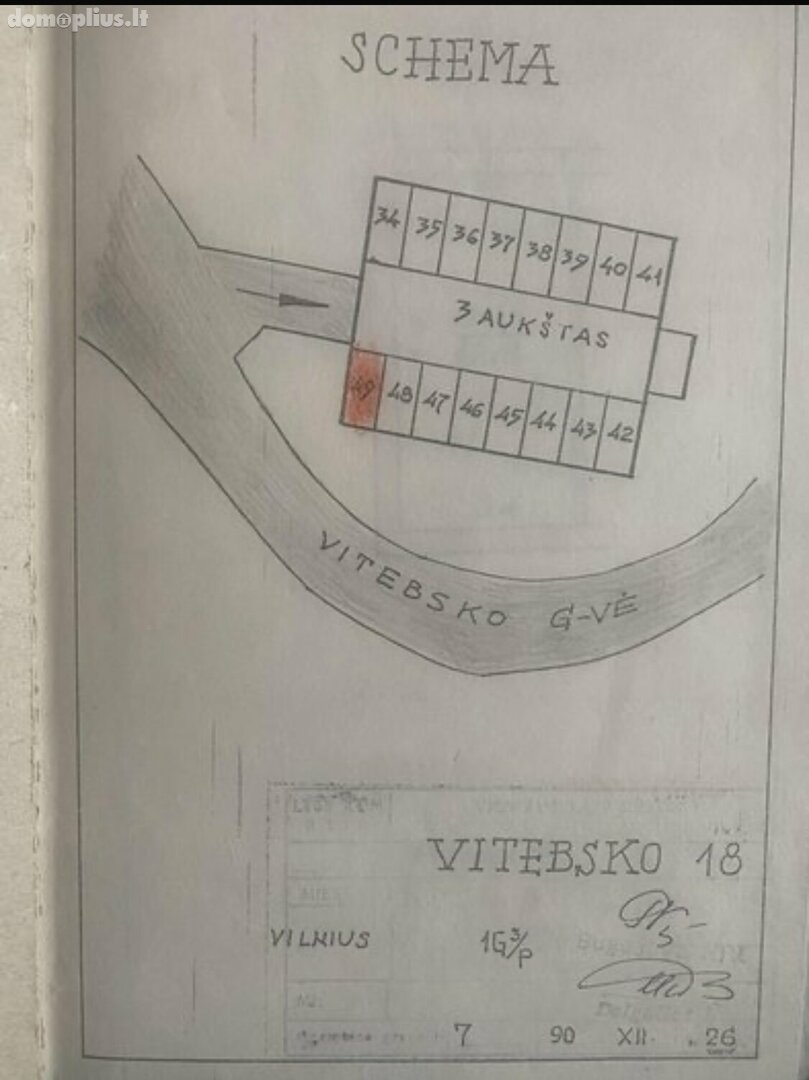 domoplius.lt
SCHEMA
34 35 36 37 38 39 40 41
3 AUKŠTAS
49 48 47 46 45 44 43 42
VITEBSKO G-VĖ
VITEBSKO 18
VILNIUS 1G3/p
7 90 XII 26